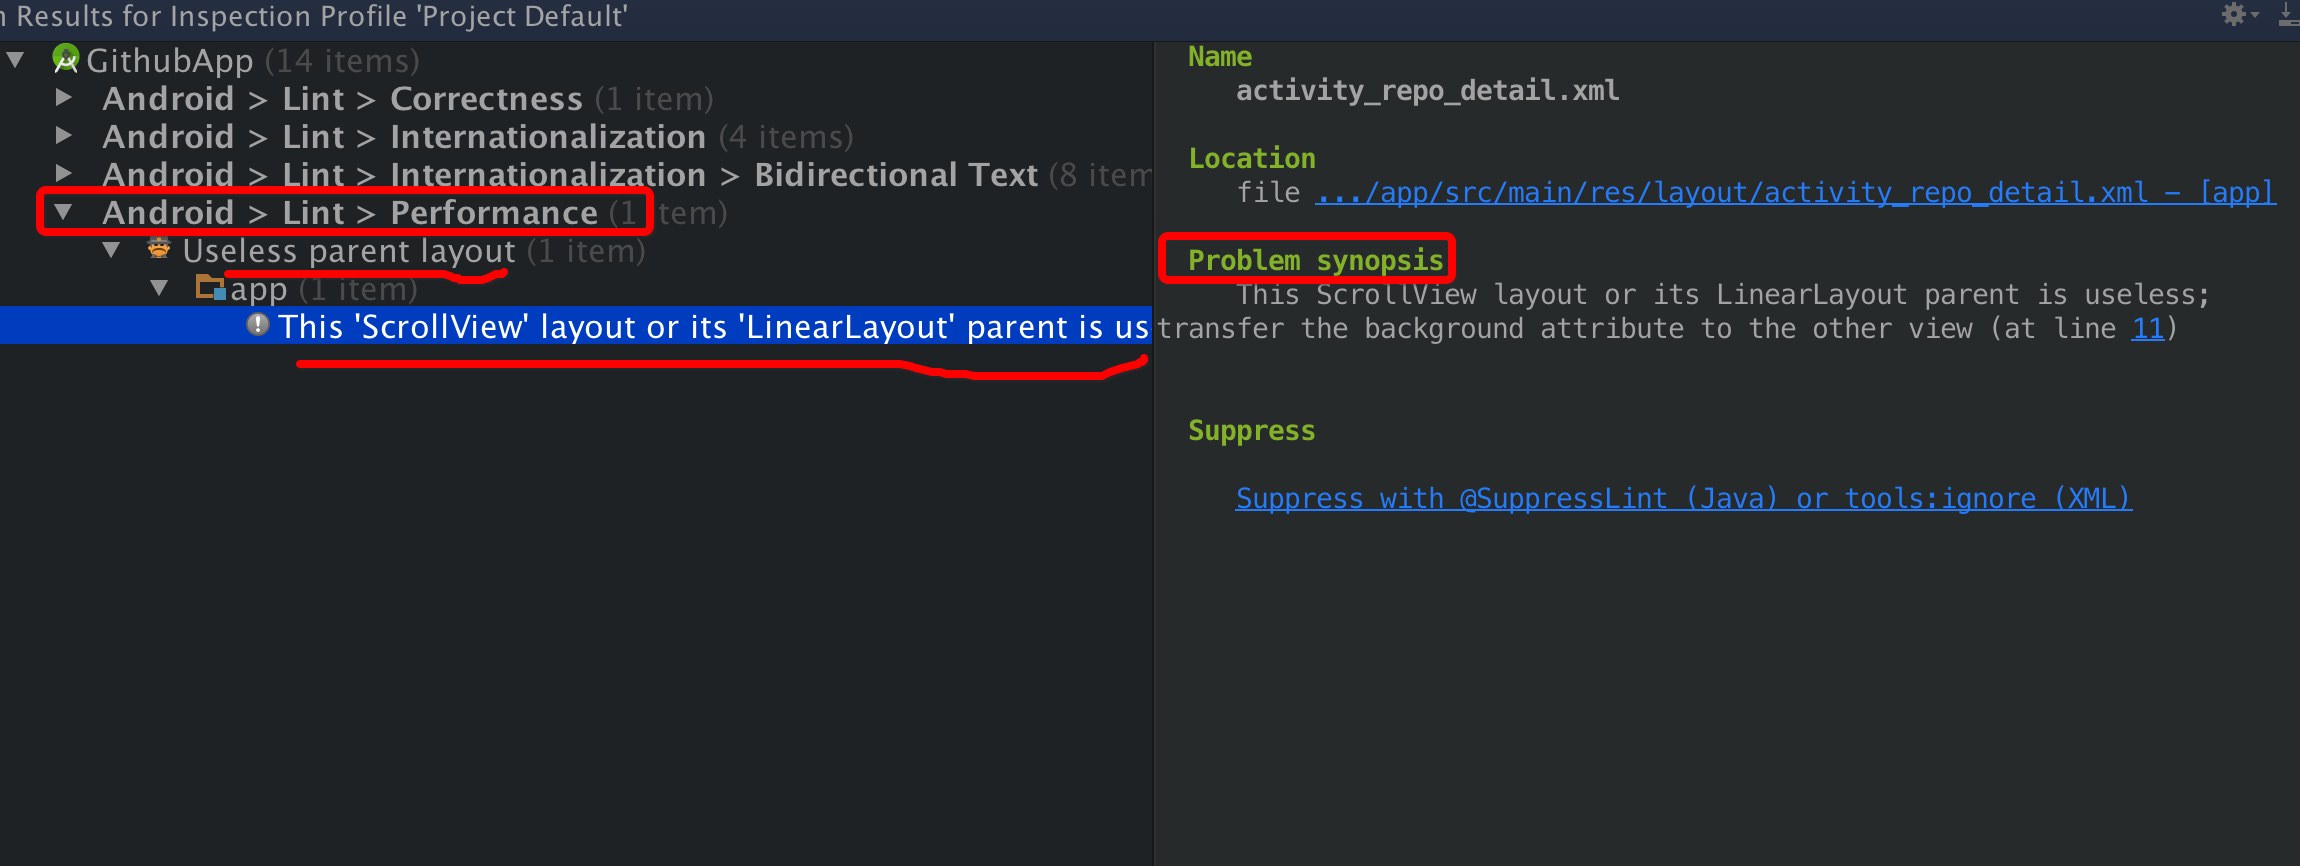 Results for Inspection Profile 'Project Default'
GithubApp (14 items)
Android > Lint > Correctness (1 item)
Android > Lint > Internationalization (4 items)
Android > Lint > Internationalization > Bidirectional Text (8 item
Android > Lint > Performance (1 item)
Useless parent layout (1 item)
app (1 item)
This 'ScrollView' layout or its 'LinearLayout' parent is us
Name
activity_repo_detail.xml
Location
file .../app/src/main/res/layout/activity_repo_detail.xml - [app]
Problem synopsis
This ScrollView layout or its LinearLayout parent is useless;
transfer the background attribute to the other view (at line 11)
Suppress
Suppress with @SuppressLint (Java) or tools:ignore (XML)